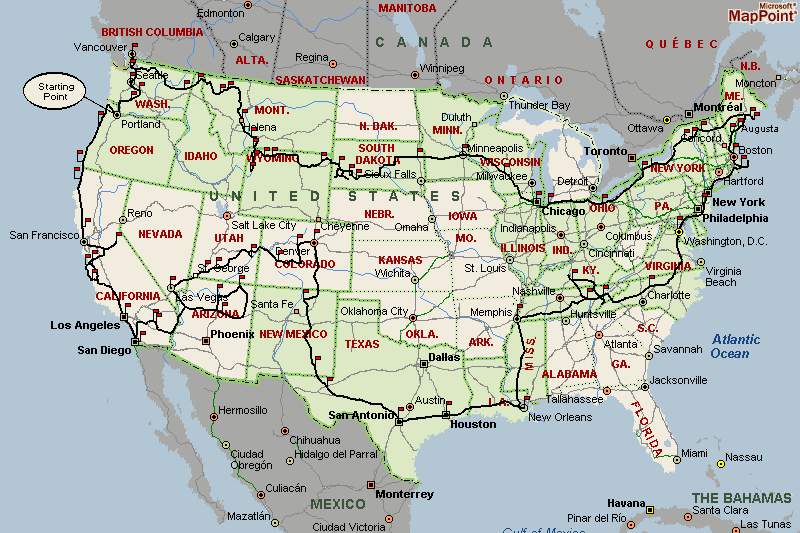 Microsoft®
MapPoint®
Edmonton
MANITOBA
BRITISH COLUMBIA
Calgary
CANADA
QUÉBEC
Vancouver
ALTA.
Regina
Winnipeg
N.B.
SASKATCHEWAN
ONTARIO
Moncton
Seattle
Starting
Point
WASH.
MONT.
Thunder Bay
ME.
Montréal
N. DAK.
Duluth
Ottawa
Augusta
Portland
Helena
MINN.
OREGON
SOUTH
DAKOTA
Minneapolis
Toronto
Concord
Boston
IDAHO
WYOMING
WISCONSIN
NEW YORK
Sioux Falls
Milwaukee
Detroit
Hartford
UNITED STATES
Chicago
OHIO
PA.
New York
NEBR.
IOWA
Philadelphia
Reno
Salt Lake City
Cheyenne
Omaha
Indianapolis
Columbus
San Francisco
NEVADA
UTAH
Denver
MO.
ILLINOIS
IND.
Cincinnati
Washington, D.C.
St. George
COLORADO
KANSAS
St. Louis
KY.
VIRGINIA
Virginia
Beach
Wichita
CALIFORNIA
Las Vegas
Nashville
Charlotte
Santa Fe
Oklahoma City
Memphis
Huntsville
Los Angeles
ARIZONA
Phoenix
NEW MEXICO
TEXAS
OKLA.
ARK.
MISS.
S.C.
Atlantic
Ocean
San Diego
Dallas
ALABAMA
Atlanta
GA.
Savannah
Jacksonville
Austin
LA.
Tallahassee
Hermosillo
San Antonio
Houston
New Orleans
FLORIDA
Chihuahua
Ciudad
Obregón
Hidalgo del Parral
Miami
Nassau
Culiacán
Monterrey
MEXICO
Havana
THE BAHAMAS
Mazatlán
Ciudad Victoria
Pinar del Río
Santa Clara
Las Tunas
Gulf of Mexico